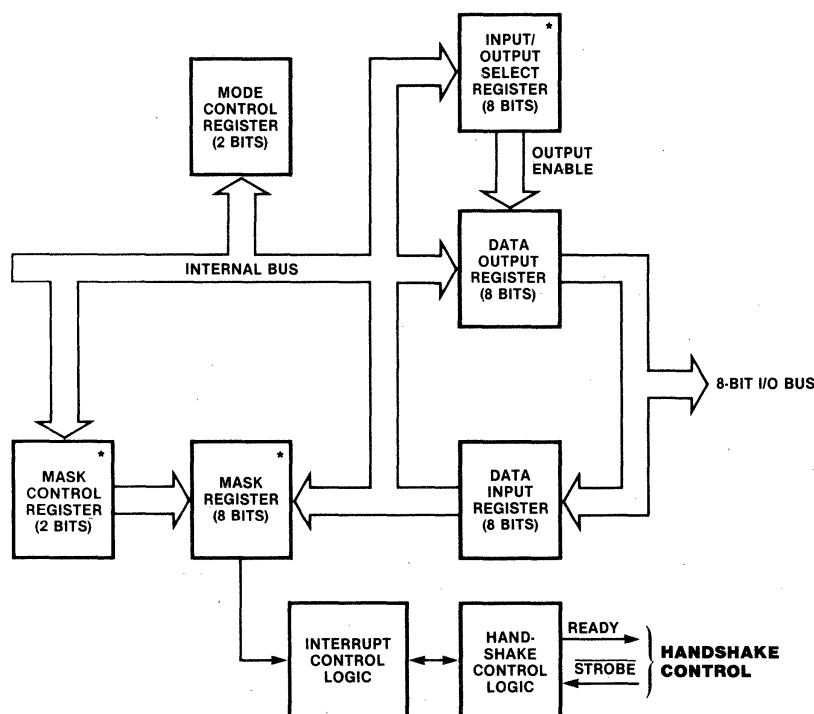 INPUT/ *
OUTPUT
SELECT
REGISTER
(8 BITS)
MODE
CONTROL
REGISTER
(2 BITS)
OUTPUT
ENABLE
INTERNAL BUS
DATA
OUTPUT
REGISTER
(8 BITS)
8-BIT I/O BUS
*
MASK
CONTROL
REGISTER
(2 BITS)
*
MASK
REGISTER
(8 BITS)
DATA
INPUT
REGISTER
(8 BITS)
INTERRUPT
CONTROL
LOGIC
HAND-
SHAKE
CONTROL
LOGIC
READY
STROBE
HANDSHAKE
CONTROL